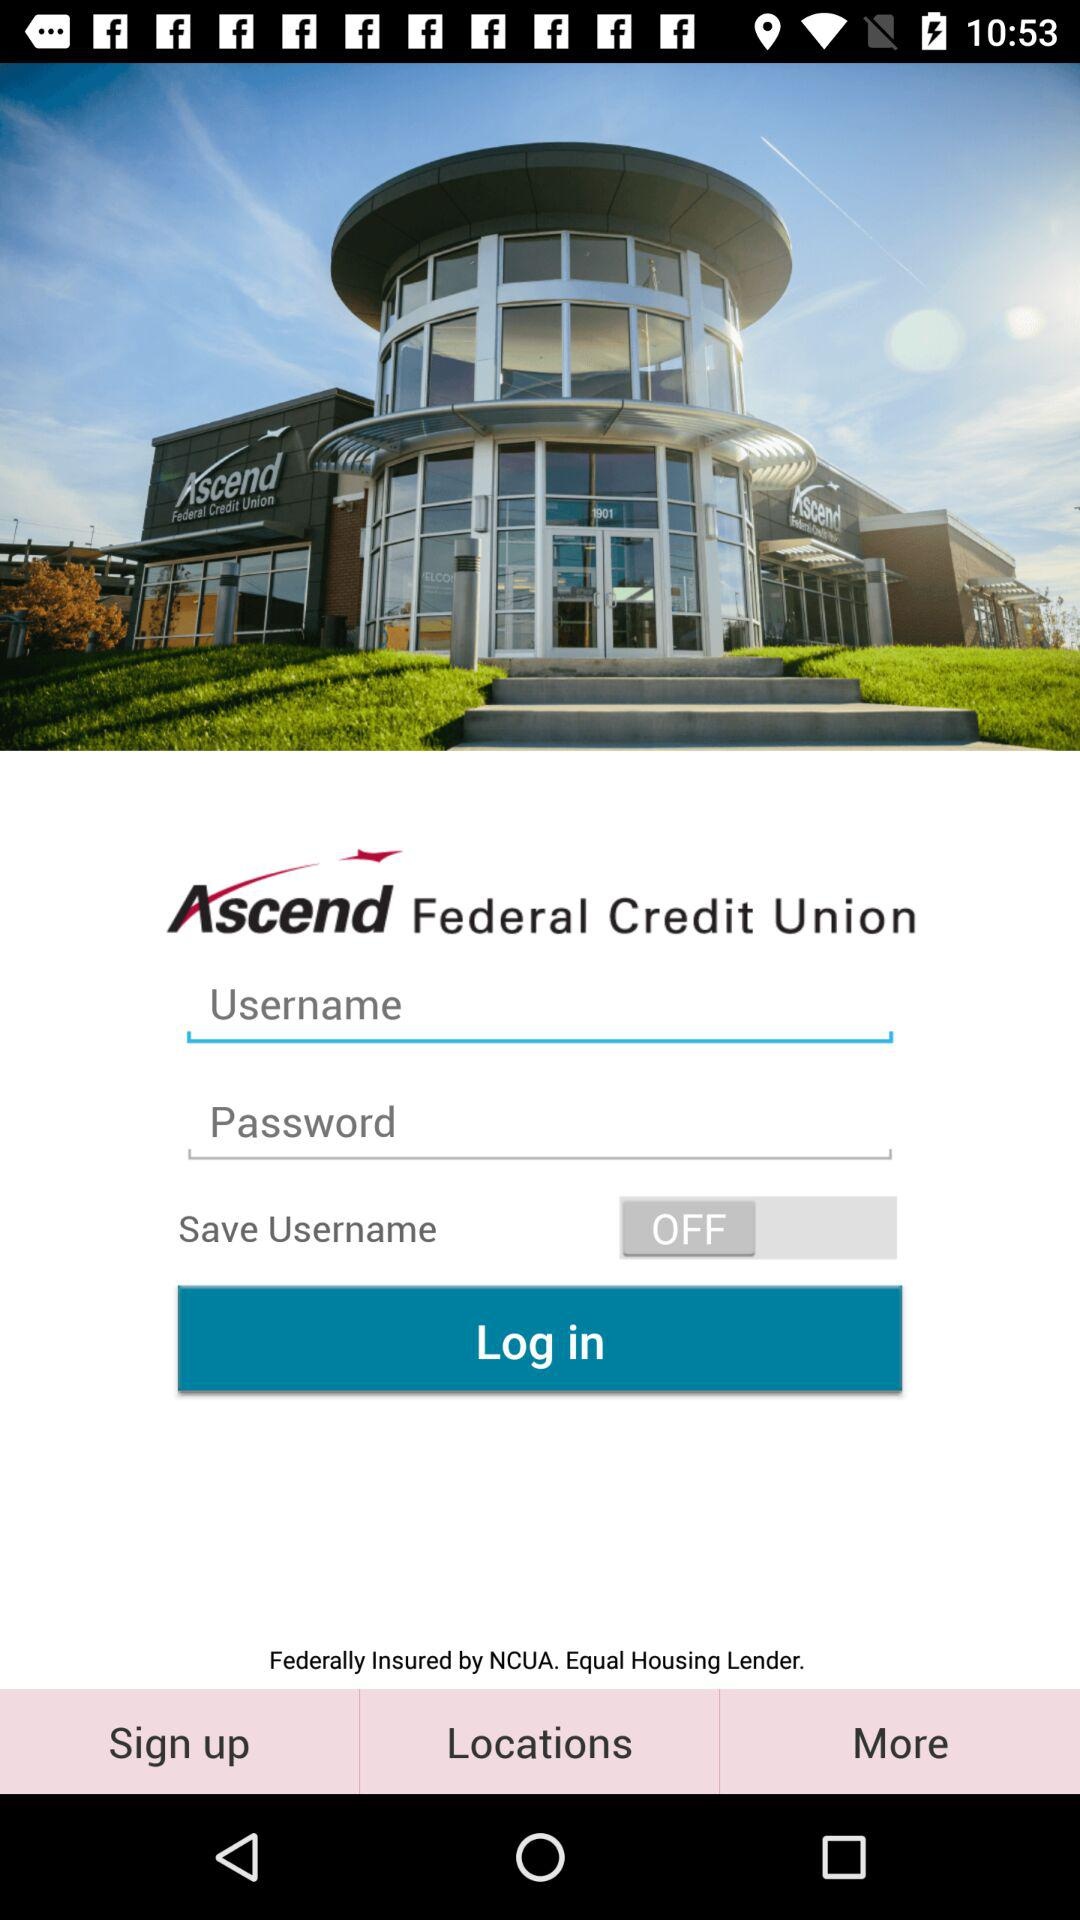 10:53
Ascend
Federal Credit Union
1901
Ascend
Federal Credit Union
Ascend Federal Credit Union
Username
Password
Save Username OFF
Log in
Federally Insured by NCUA. Equal Housing Lender.
Sign up Locations More